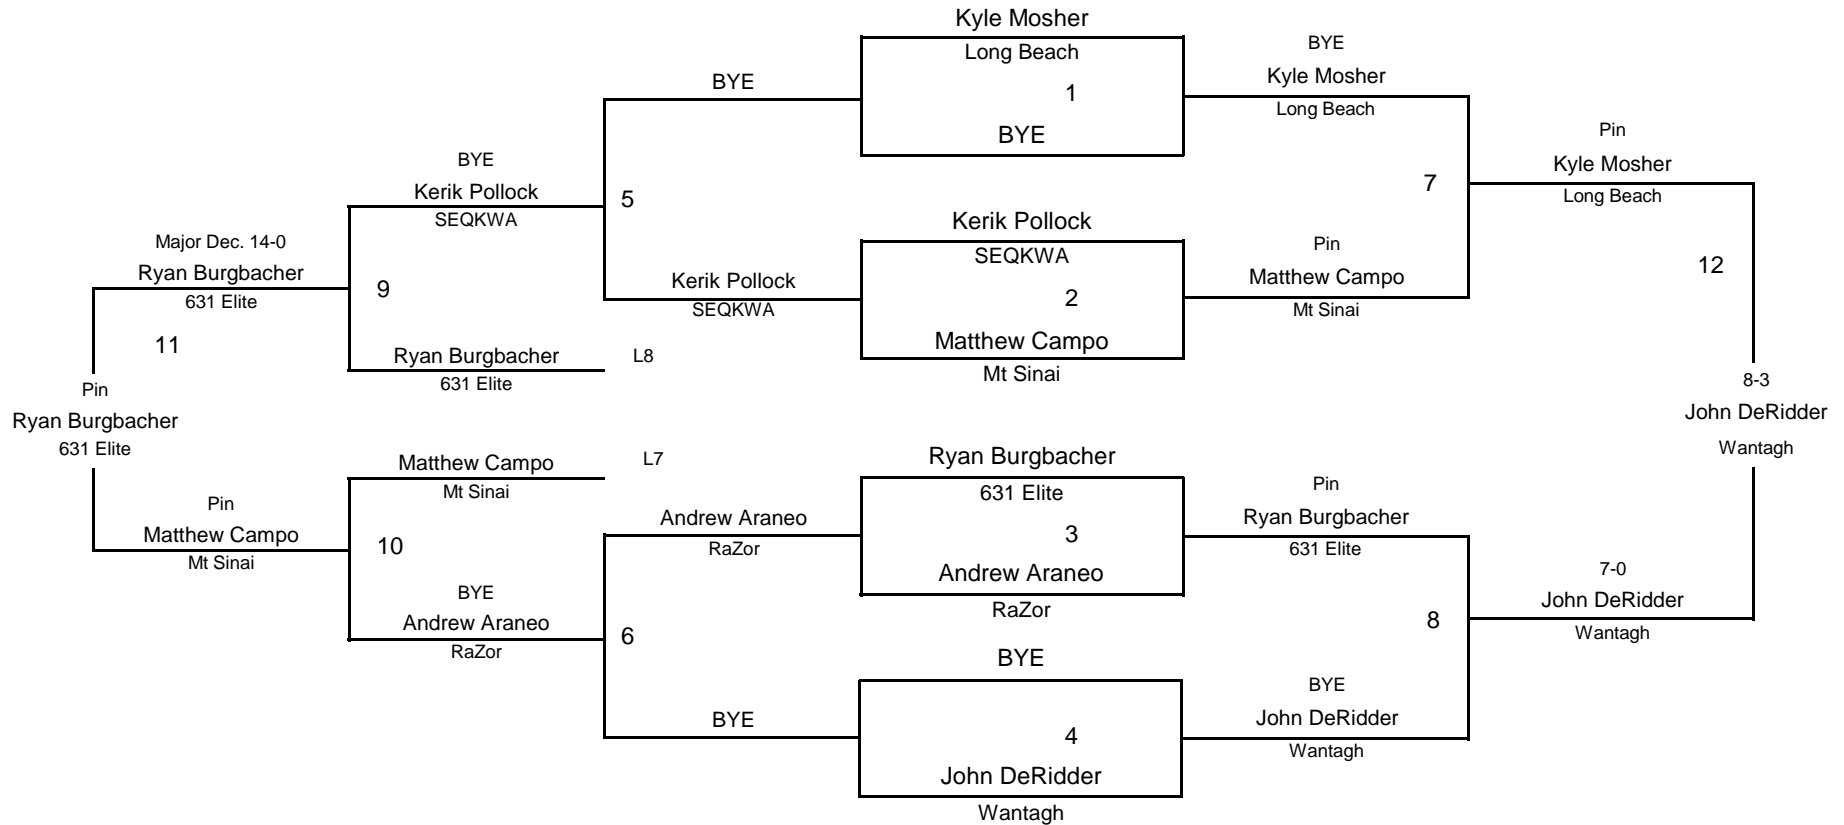 Kyle Mosher
Long Beach
1
BYE
BYE
Kyle Mosher
Long Beach
BYE
Kerik Pollock
SEQKWA
2
Matthew Campo
Mt Sinai
Pin
Matthew Campo
Mt Sinai
7
Pin
Kyle Mosher
Long Beach
12
Kerik Pollock
SEQKWA
5
BYE
Kerik Pollock
SEQKWA
Major Dec. 14-0
Ryan Burgbacher
631 Elite
9
Ryan Burgbacher
631 Elite
L8
11
Pin
Ryan Burgbacher
631 Elite
8-3
John DeRidder
Wantagh
Matthew Campo
Mt Sinai
L7
Pin
Matthew Campo
Mt Sinai
10
BYE
Andrew Araneo
RaZor
6
Andrew Araneo
RaZor
Ryan Burgbacher
631 Elite
3
Andrew Araneo
RaZor
Pin
Ryan Burgbacher
631 Elite
8
7-0
John DeRidder
Wantagh
BYE
BYE
4
John DeRidder
Wantagh
BYE
John DeRidder
Wantagh